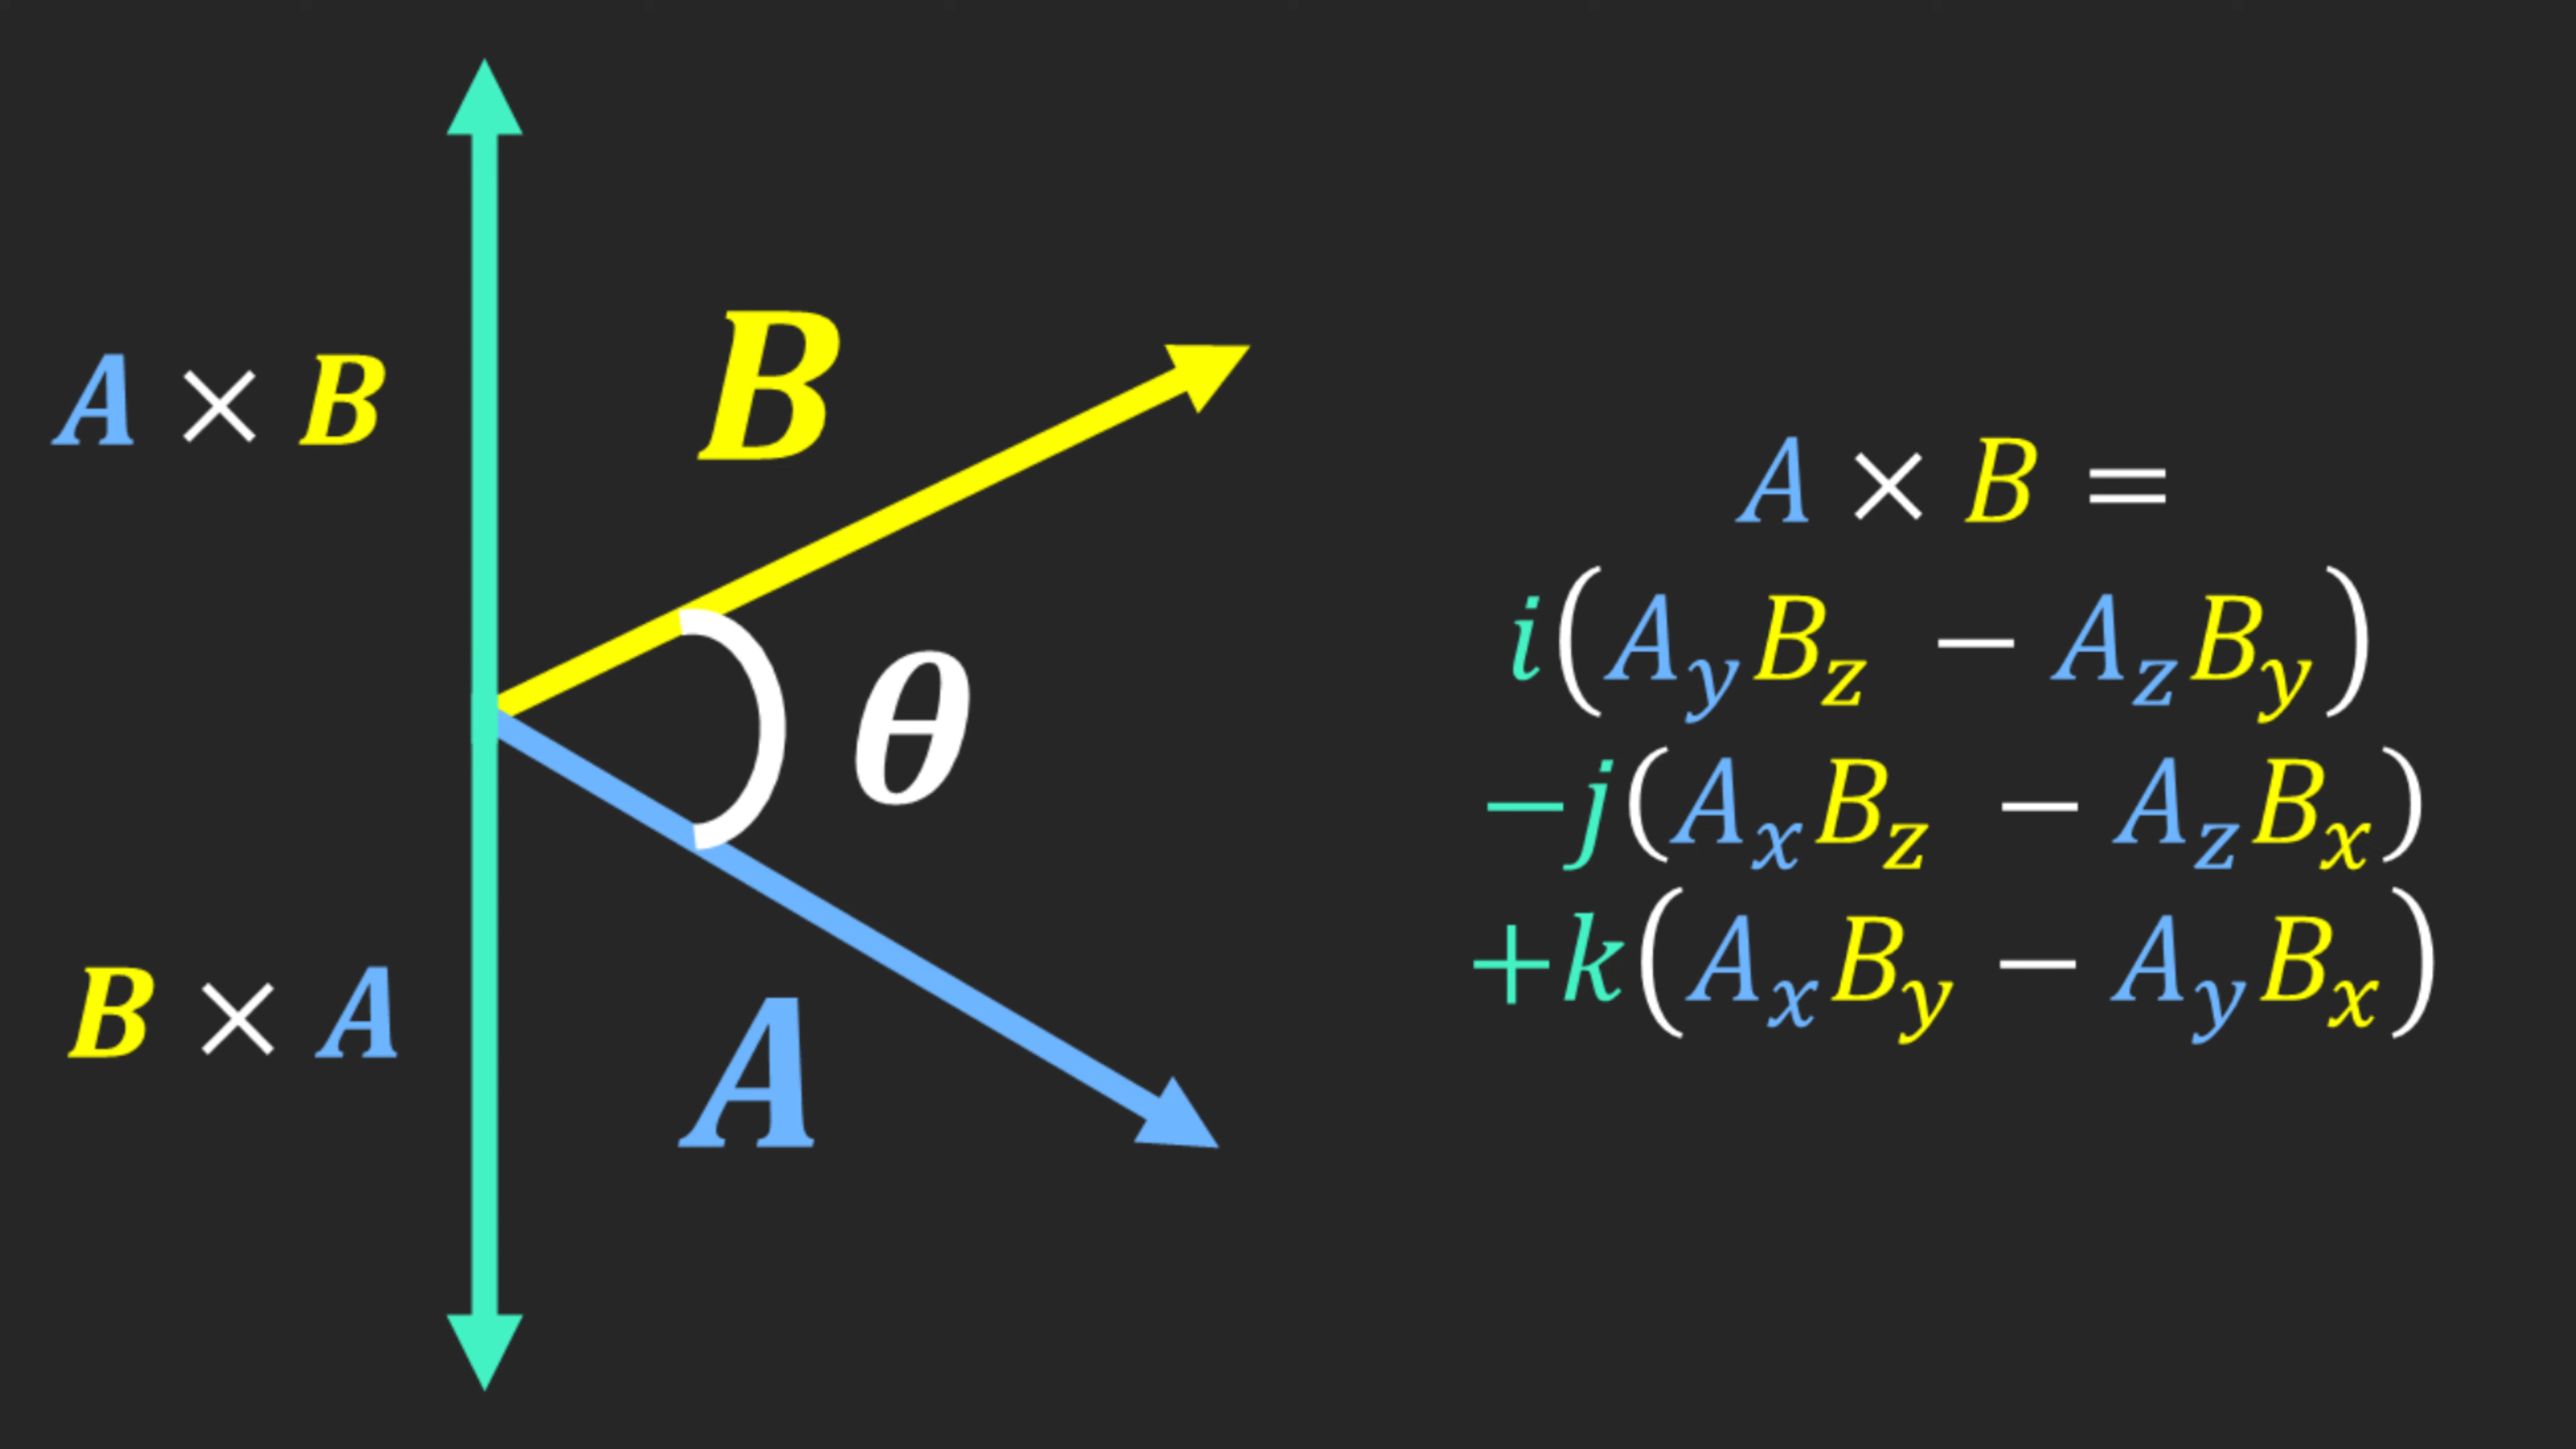 A × B
B
θ
B × A
A
A × B =
i(A_yB_z − A_zB_y)
−j(A_xB_z − A_zB_x)
+k(A_xB_y − A_yB_x)